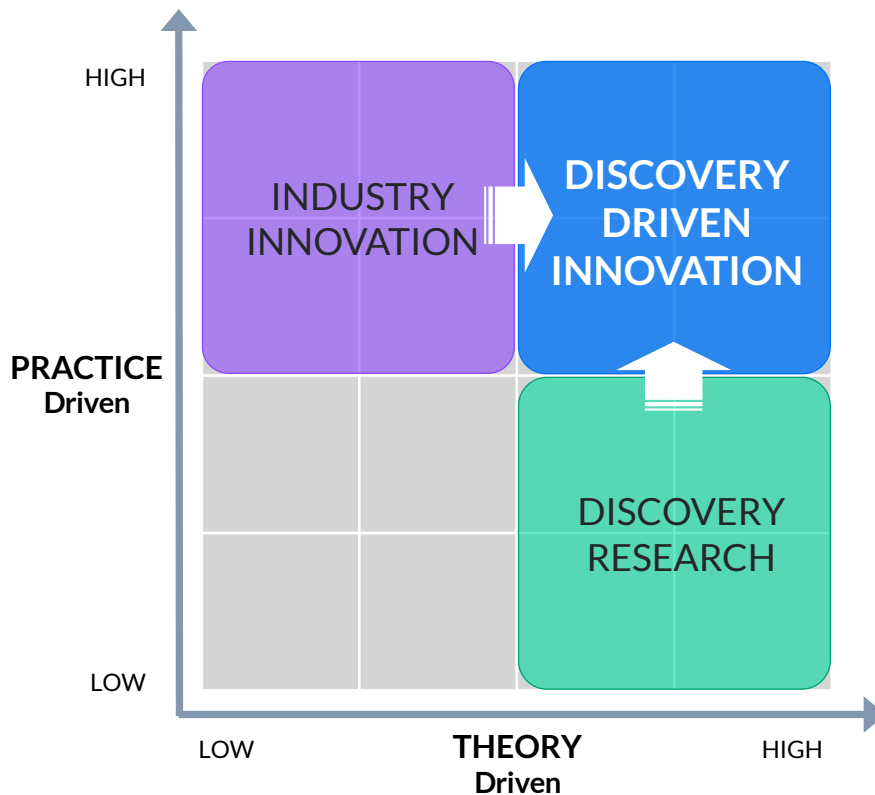 HIGH
INDUSTRY
INNOVATION
DISCOVERY
DRIVEN
INNOVATION
PRACTICE
Driven
DISCOVERY
RESEARCH
LOW
LOW
THEORY
Driven
HIGH